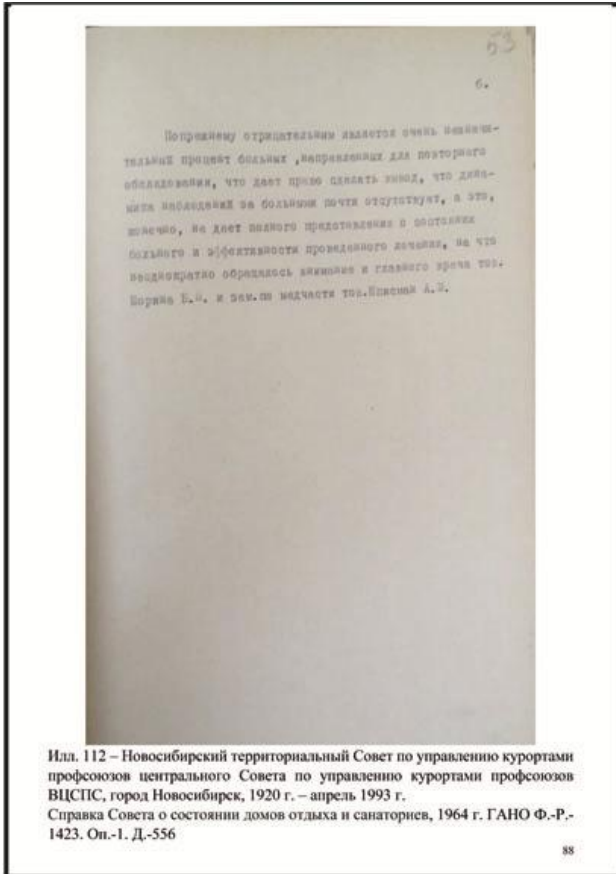 53
6.
Попрежнему отрицательным является очень незначи-
тельный процент больных ,направленных для повторного
обследования, что дает право сделать вывод, что дина-
мика наблюдений за больными почти отсутствует, а это,
конечно, не дает полного представления о состоянии
больного и эффективности проведенного лечения, на что
неоднократно обращалось внимание и главного врача тов.
и зам.по медчасти тов.
Илл. 112 – Новосибирский территориальный Совет по управлению курортами
профсоюзов центрального Совета по управлению курортами профсоюзов
ВЦСПС, город Новосибирск, 1920 г. – апрель 1993 г.
Справка Совета о состоянии домов отдыха и санаториев, 1964 г. ГАНО Ф.-Р.-
1423. Оп.-1. Д.-556
88